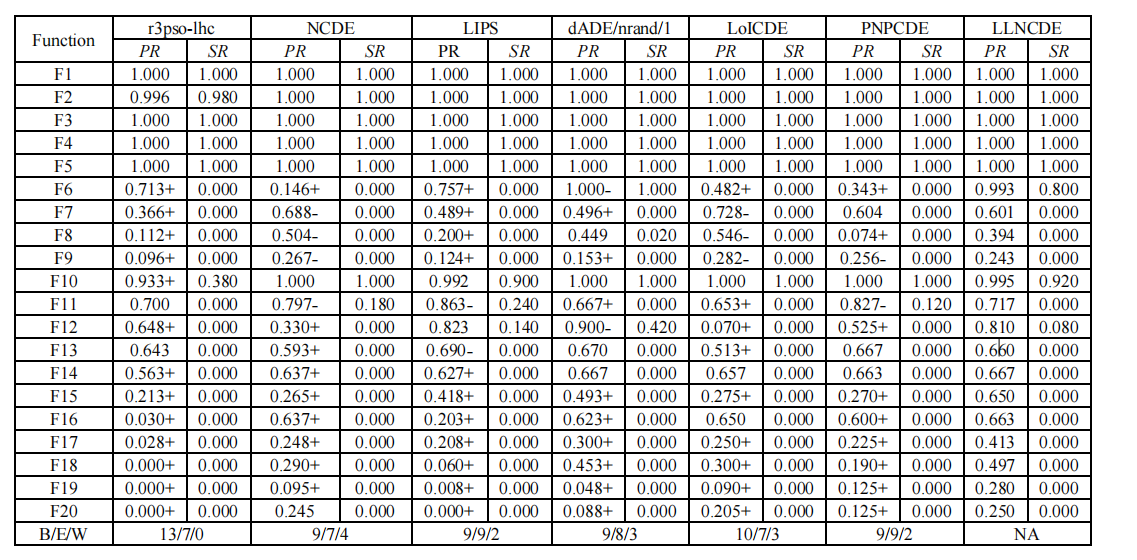 Function r3pso-lhc NCDE LIPS dADE/nrand/1 LoICDE PNPCDE LLNCDE
PR SR PR SR PR SR PR SR PR SR PR SR PR SR
F1 1.000 1.000 1.000 1.000 1.000 1.000 1.000 1.000 1.000 1.000 1.000 1.000 1.000 1.000
F2 0.996 0.980 1.000 1.000 1.000 1.000 1.000 1.000 1.000 1.000 1.000 1.000 1.000 1.000
F3 1.000 1.000 1.000 1.000 1.000 1.000 1.000 1.000 1.000 1.000 1.000 1.000 1.000 1.000
F4 1.000 1.000 1.000 1.000 1.000 1.000 1.000 1.000 1.000 1.000 1.000 1.000 1.000 1.000
F5 1.000 1.000 1.000 1.000 1.000 1.000 1.000 1.000 1.000 1.000 1.000 1.000 1.000 1.000
F6 0.713+ 0.000 0.146+ 0.000 0.757+ 0.000 1.000- 1.000 0.482+ 0.000 0.343+ 0.000 0.993 0.800
F7 0.366+ 0.000 0.688- 0.000 0.489+ 0.000 0.496+ 0.000 0.728- 0.000 0.604 0.000 0.601 0.000
F8 0.112+ 0.000 0.504- 0.000 0.200+ 0.000 0.449 0.020 0.546- 0.000 0.074+ 0.000 0.394 0.000
F9 0.096+ 0.000 0.267- 0.000 0.124+ 0.000 0.153+ 0.000 0.282- 0.000 0.256- 0.000 0.243 0.000
F10 0.933+ 0.380 1.000 1.000 0.992 0.900 1.000 1.000 1.000 1.000 1.000 1.000 0.995 0.920
F11 0.700 0.000 0.797- 0.180 0.863- 0.240 0.667+ 0.000 0.653+ 0.000 0.827- 0.120 0.717 0.000
F12 0.648+ 0.000 0.330+ 0.000 0.823 0.140 0.900- 0.420 0.070+ 0.000 0.525+ 0.000 0.810 0.080
F13 0.643 0.000 0.593+ 0.000 0.690- 0.000 0.670 0.000 0.513+ 0.000 0.667 0.000 0.660 0.000
F14 0.563+ 0.000 0.637+ 0.000 0.627+ 0.000 0.667 0.000 0.657 0.000 0.663 0.000 0.667 0.000
F15 0.213+ 0.000 0.265+ 0.000 0.418+ 0.000 0.493+ 0.000 0.275+ 0.000 0.270+ 0.000 0.650 0.000
F16 0.030+ 0.000 0.637+ 0.000 0.203+ 0.000 0.623+ 0.000 0.650 0.000 0.600+ 0.000 0.663 0.000
F17 0.028+ 0.000 0.248+ 0.000 0.208+ 0.000 0.300+ 0.000 0.250+ 0.000 0.225+ 0.000 0.413 0.000
F18 0.000+ 0.000 0.290+ 0.000 0.060+ 0.000 0.453+ 0.000 0.300+ 0.000 0.190+ 0.000 0.497 0.000
F19 0.000+ 0.000 0.095+ 0.000 0.008+ 0.000 0.048+ 0.000 0.090+ 0.000 0.125+ 0.000 0.280 0.000
F20 0.000+ 0.000 0.245 0.000 0.000+ 0.000 0.088+ 0.000 0.205+ 0.000 0.125+ 0.000 0.250 0.000
B/E/W 13/7/0 9/7/4 9/9/2 9/8/3 10/7/3 9/9/2 NA